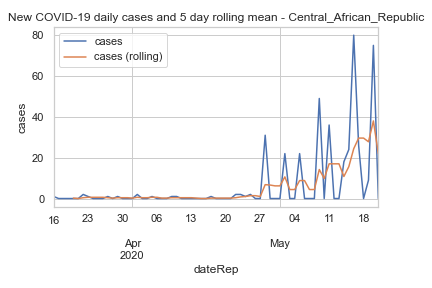 New COVID-19 daily cases and 5 day rolling mean - Central_African_Republic
cases
cases (rolling)
80
60
40
20
0
cases
16 23 30 06 13 20 27 04 11 18
Apr May
2020
dateRep